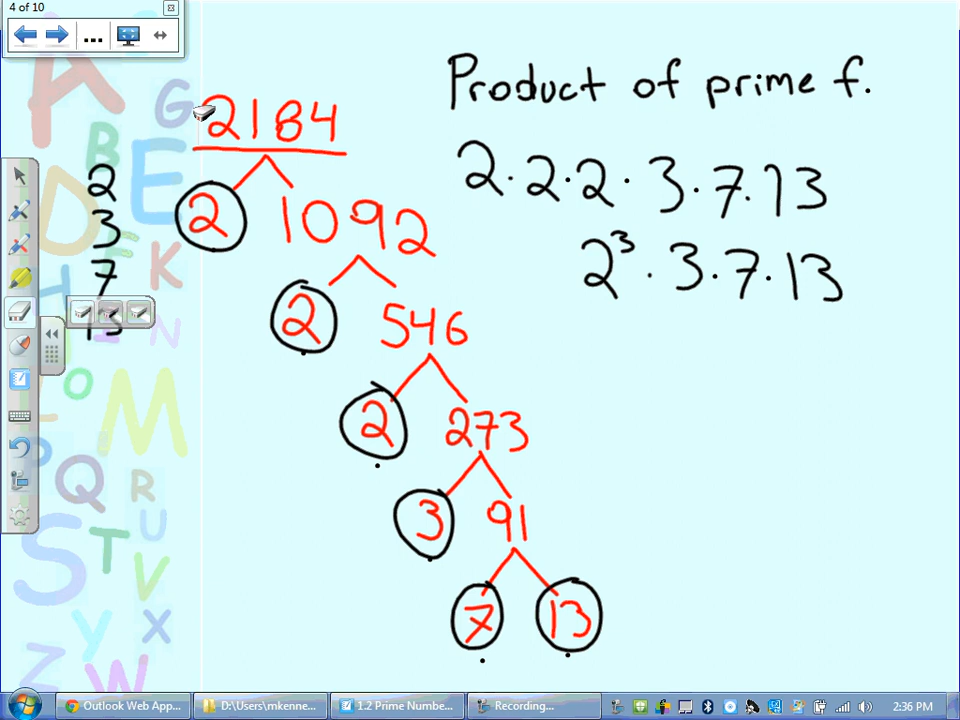 4 of 10
...
Product of prime f.
2184
2 1092
2 546
2 273
3 91
7 13
2
3
7
13
2 · 2 · 2 · 3 · 7 · 13
2³ · 3 · 7 · 13
A
G
B
D
E
F
K
H
I
N
O
L
M
P
Q
R
S
T
U
V
Y
X
Z
W
Outlook Web App...
D:\Users\mkenne...
1.2 Prime Numbe...
Recording...
2:36 PM